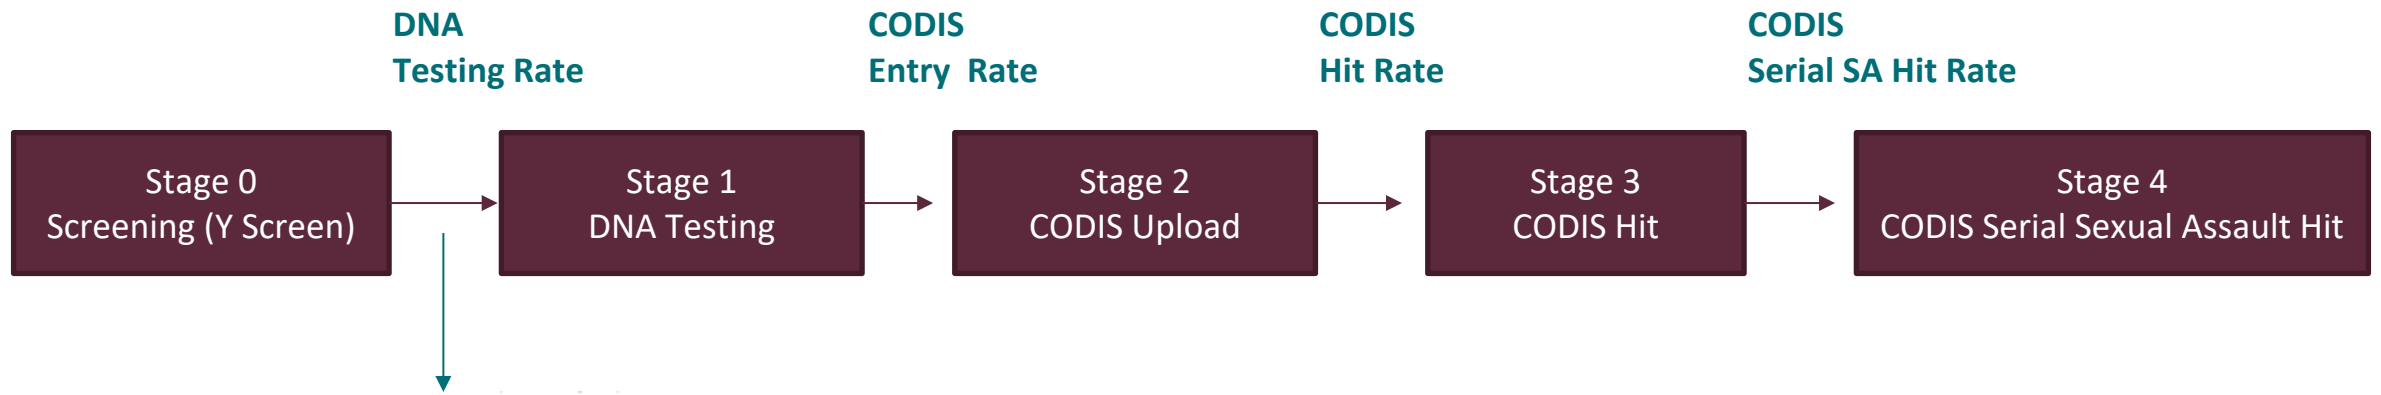 DNA
Testing Rate
CODIS
Entry  Rate
CODIS
Hit Rate
CODIS
Serial SA Hit Rate
Stage 0
Screening (Y Screen)
Stage 1
DNA Testing
Stage 2
CODIS Upload
Stage 3
CODIS Hit
Stage 4
CODIS Serial Sexual Assault Hit